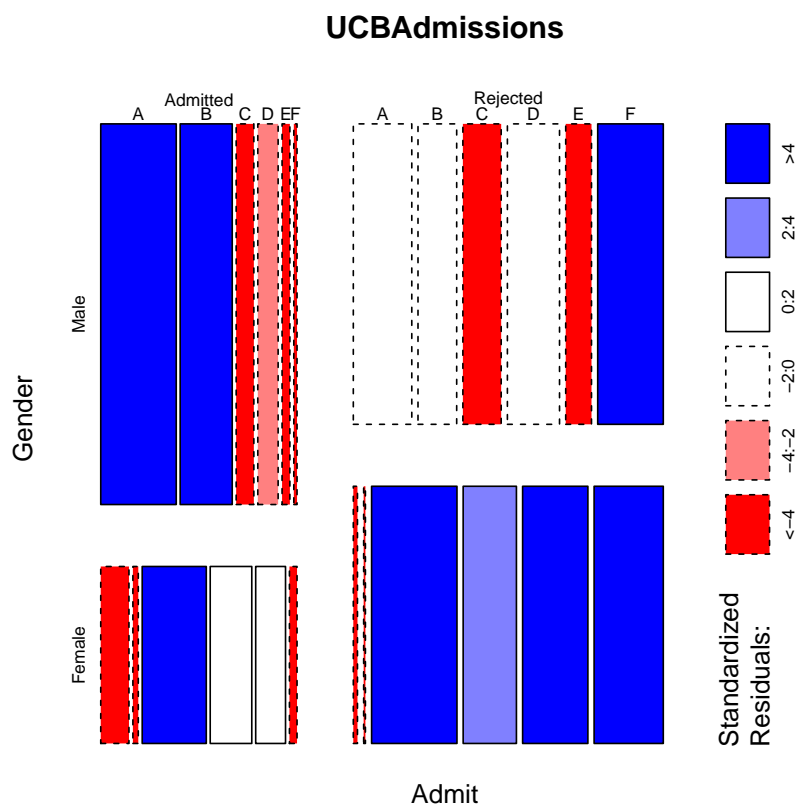 UCBAdmissions
Admitted
Rejected
A B C D E F
A B C D E F
Male
Female
Gender
Admit
>4
2:4
0:2
−2:0
−4:−2
<−4
Standardized
Residuals: